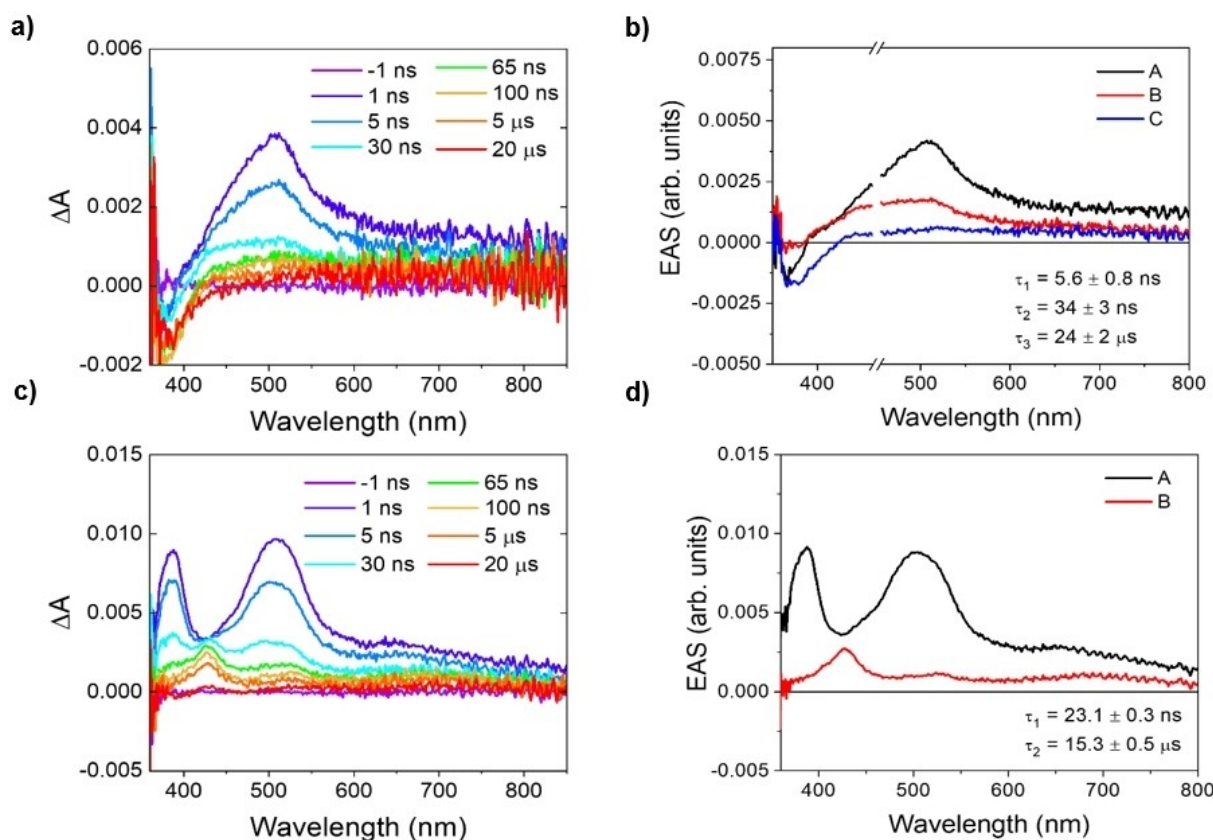 a)
0.006
0.004
0.002
0.000
-0.002
ΔA
-1 ns
1 ns
5 ns
30 ns
65 ns
100 ns
5 μs
20 μs
400 500 600 700 800
Wavelength (nm)
b)
0.0075
0.0050
0.0025
0.0000
-0.0025
-0.0050
EAS (arb. units)
A
B
C
τ1 = 5.6 ± 0.8 ns
τ2 = 34 ± 3 ns
τ3 = 24 ± 2 μs
400 500 600 700 800
Wavelength (nm)
c)
0.015
0.010
0.005
0.000
-0.005
ΔA
-1 ns
1 ns
5 ns
30 ns
65 ns
100 ns
5 μs
20 μs
400 500 600 700 800
Wavelength (nm)
d)
0.015
0.010
0.005
0.000
-0.005
EAS (arb. units)
A
B
τ1 = 23.1 ± 0.3 ns
τ2 = 15.3 ± 0.5 μs
400 500 600 700 800
Wavelength (nm)